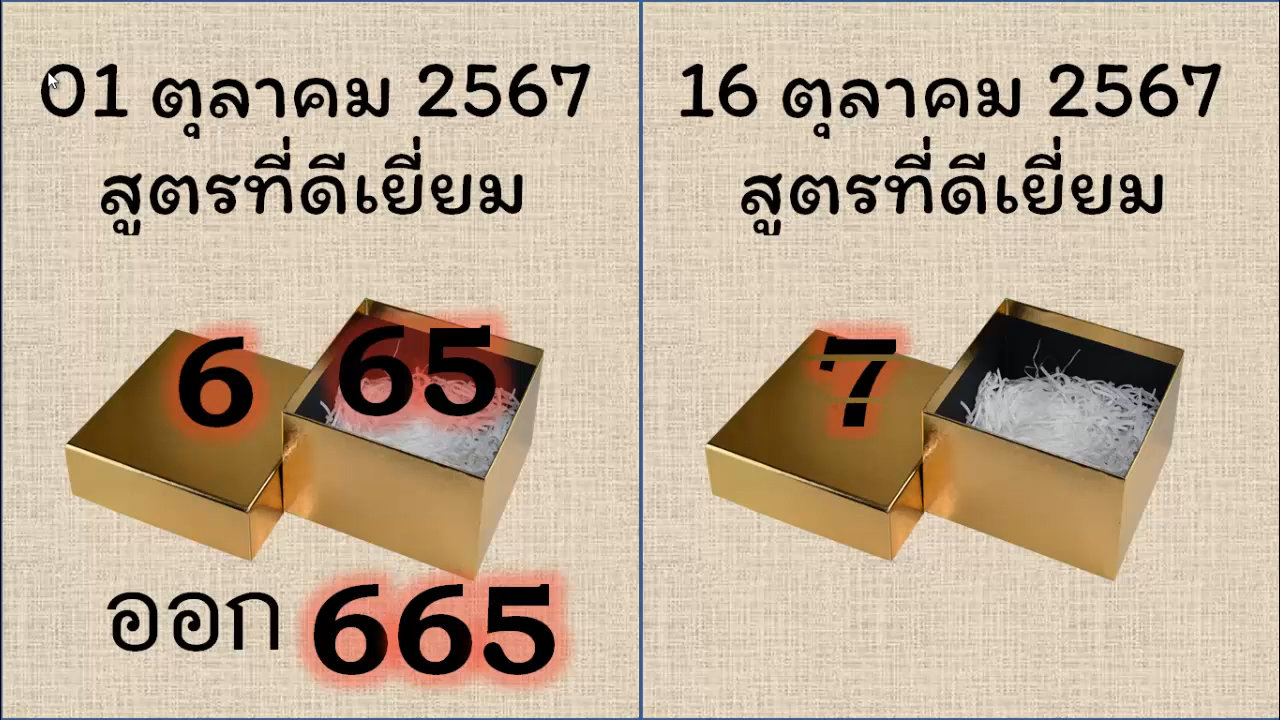 01 ตุลาคม 2567
สูตรที่ดีเยี่ยม
6 65
ออก 665
16 ตุลาคม 2567
สูตรที่ดีเยี่ยม
7